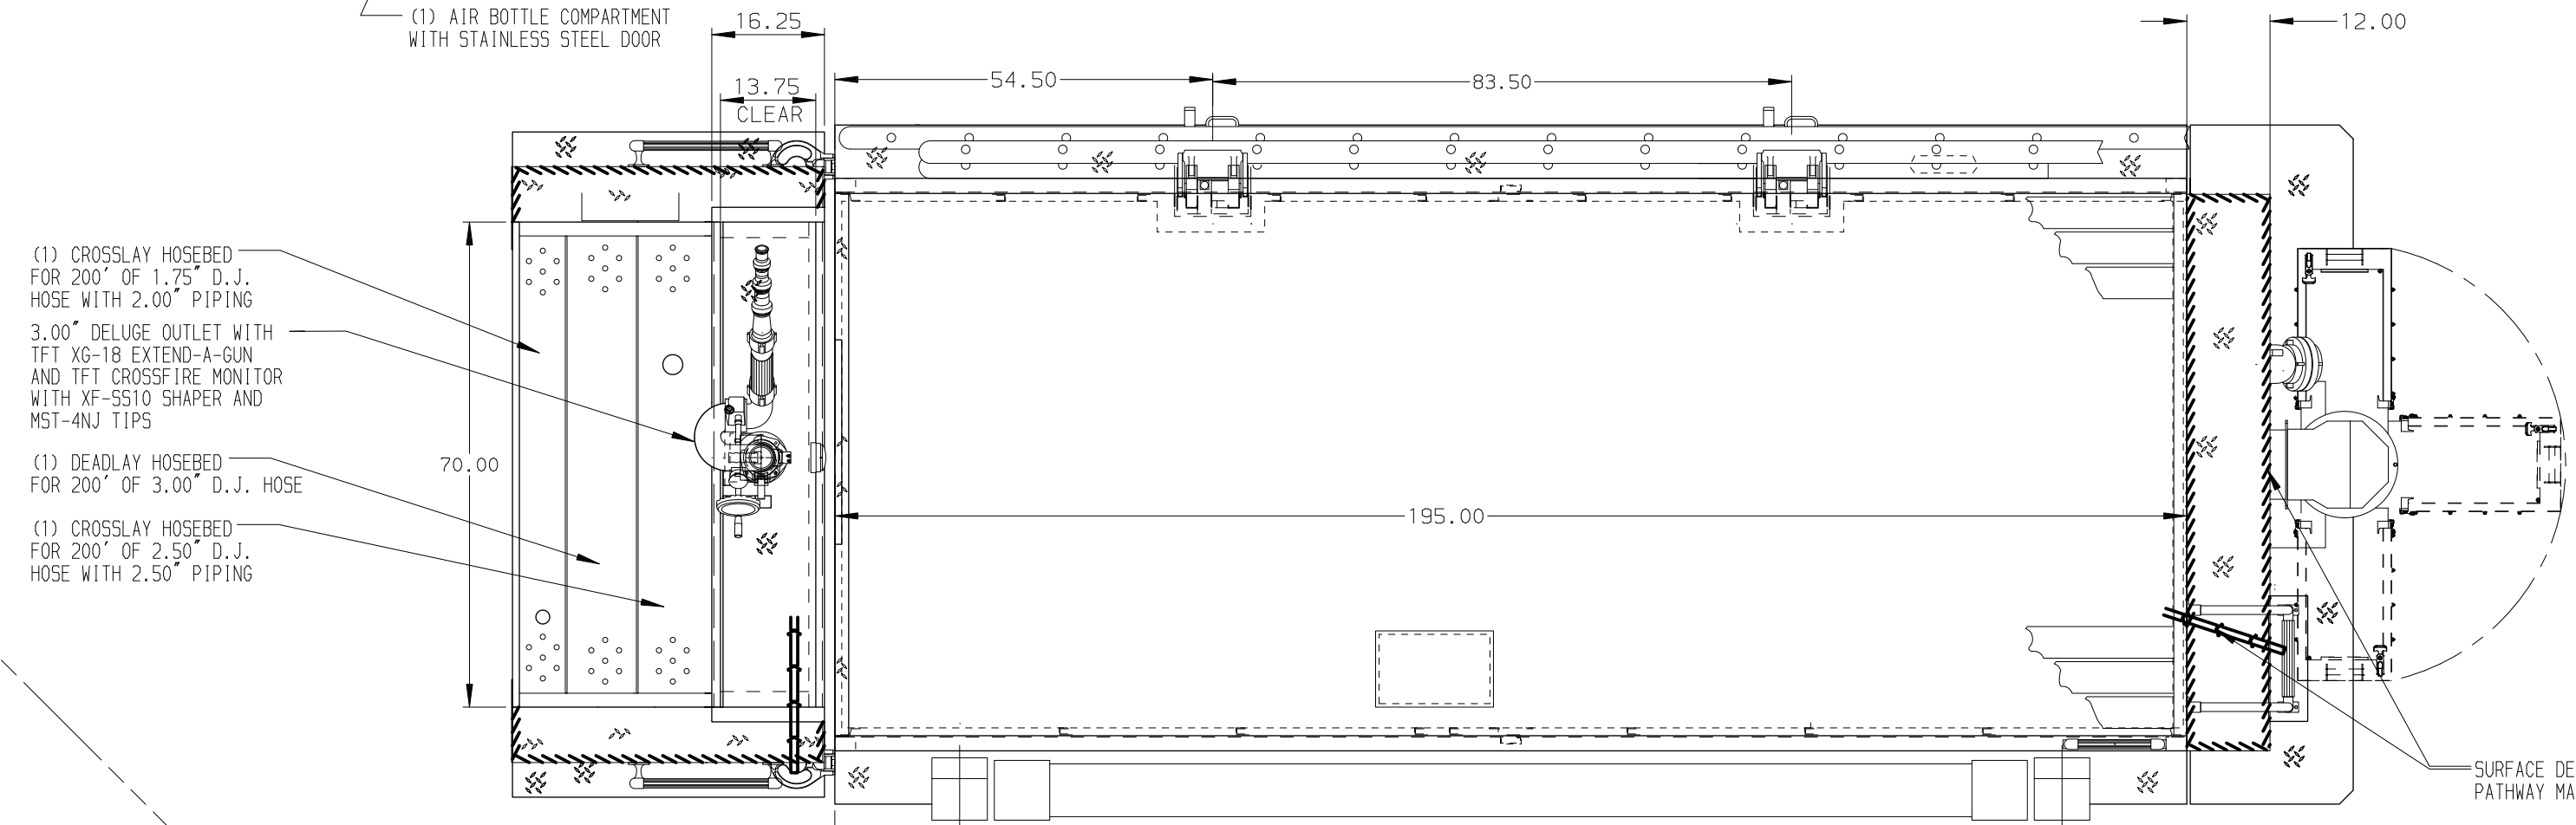 (1) AIR BOTTLE COMPARTMENT
WITH STAINLESS STEEL DOOR
16.25
13.75
CLEAR
54.50
83.50
12.00
(1) CROSSLAY HOSEBED
FOR 200' OF 1.75" D.J.
HOSE WITH 2.00" PIPING
3.00" DELUGE OUTLET WITH
TFT XG-18 EXTEND-A-GUN
AND TFT CROSSFIRE MONITOR
WITH XF-SS10 SHAPER AND
MST-4NJ TIPS
(1) DEADLAY HOSEBED
FOR 200' OF 3.00" D.J. HOSE
(1) CROSSLAY HOSEBED
FOR 200' OF 2.50" D.J.
HOSE WITH 2.50" PIPING
70.00
195.00
SURFACE DE
PATHWAY MA